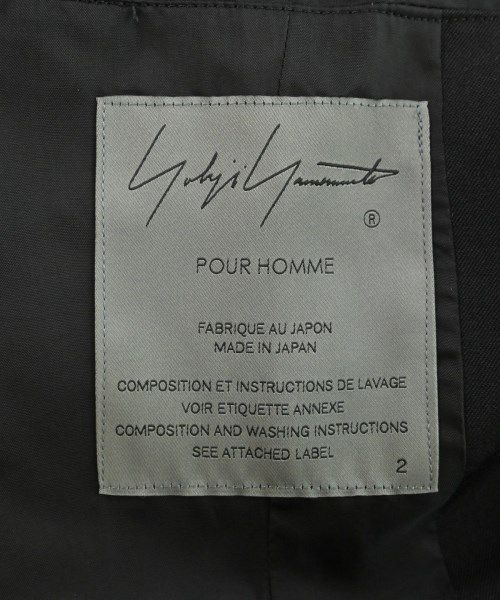 Yohji Yamamoto
®
POUR HOMME
FABRIQUE AU JAPON
MADE IN JAPAN
COMPOSITION ET INSTRUCTIONS DE LAVAGE
VOIR ETIQUETTE ANNEXE
COMPOSITION AND WASHING INSTRUCTIONS
SEE ATTACHED LABEL
2